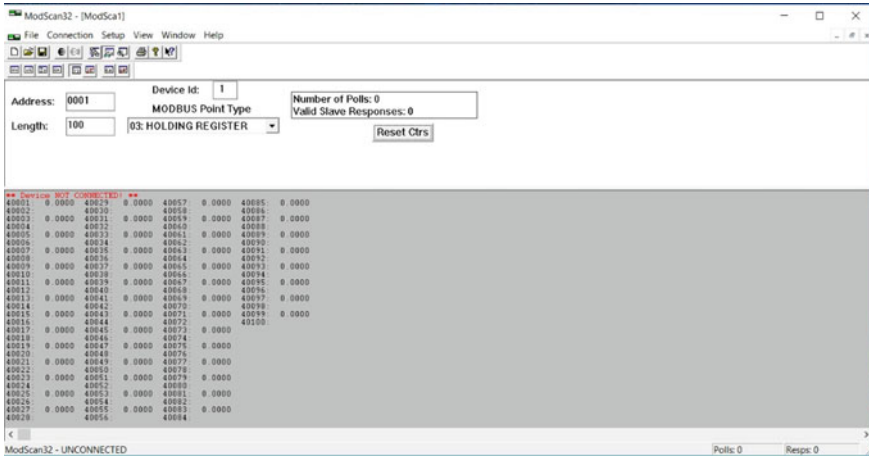 ModScan32 - [ModSca1]
File Connection Setup View Window Help
Device Id: 1
Address: 0001
MODBUS Point Type
Number of Polls: 0
Valid Slave Responses: 0
Length: 100
03: HOLDING REGISTER
Reset Ctrs
** Device NOT CONNECTED! **
40001: 0.0000 40029: 0.0000 40057: 0.0000 40085: 0.0000
40002: 40030: 40058: 40086:
40003: 0.0000 40031: 0.0000 40059: 0.0000 40087: 0.0000
40004: 40032: 40060: 40088:
40005: 0.0000 40033: 0.0000 40061: 0.0000 40089: 0.0000
40006: 40034: 40062: 40090:
40007: 0.0000 40035: 0.0000 40063: 0.0000 40091: 0.0000
40008: 40036: 40064: 40092:
40009: 0.0000 40037: 0.0000 40065: 0.0000 40093: 0.0000
40010: 40038: 40066: 40094:
40011: 0.0000 40039: 0.0000 40067: 0.0000 40095: 0.0000
40012: 40040: 40068: 40096:
40013: 0.0000 40041: 0.0000 40069: 0.0000 40097: 0.0000
40014: 40042: 40070: 40098:
40015: 0.0000 40043: 0.0000 40071: 0.0000 40099: 0.0000
40016: 40044: 40072: 40100:
40017: 0.0000 40045: 0.0000 40073: 0.0000
40018: 40046: 40074:
40019: 0.0000 40047: 0.0000 40075: 0.0000
40020: 40048: 40076:
40021: 0.0000 40049: 0.0000 40077: 0.0000
40022: 40050: 40078:
40023: 0.0000 40051: 0.0000 40079: 0.0000
40024: 40052: 40080:
40025: 0.0000 40053: 0.0000 40081: 0.0000
40026: 40054: 40082:
40027: 0.0000 40055: 0.0000 40083: 0.0000
40028: 40056: 40084:
ModScan32 - UNCONNECTED
Polls: 0
Resps: 0